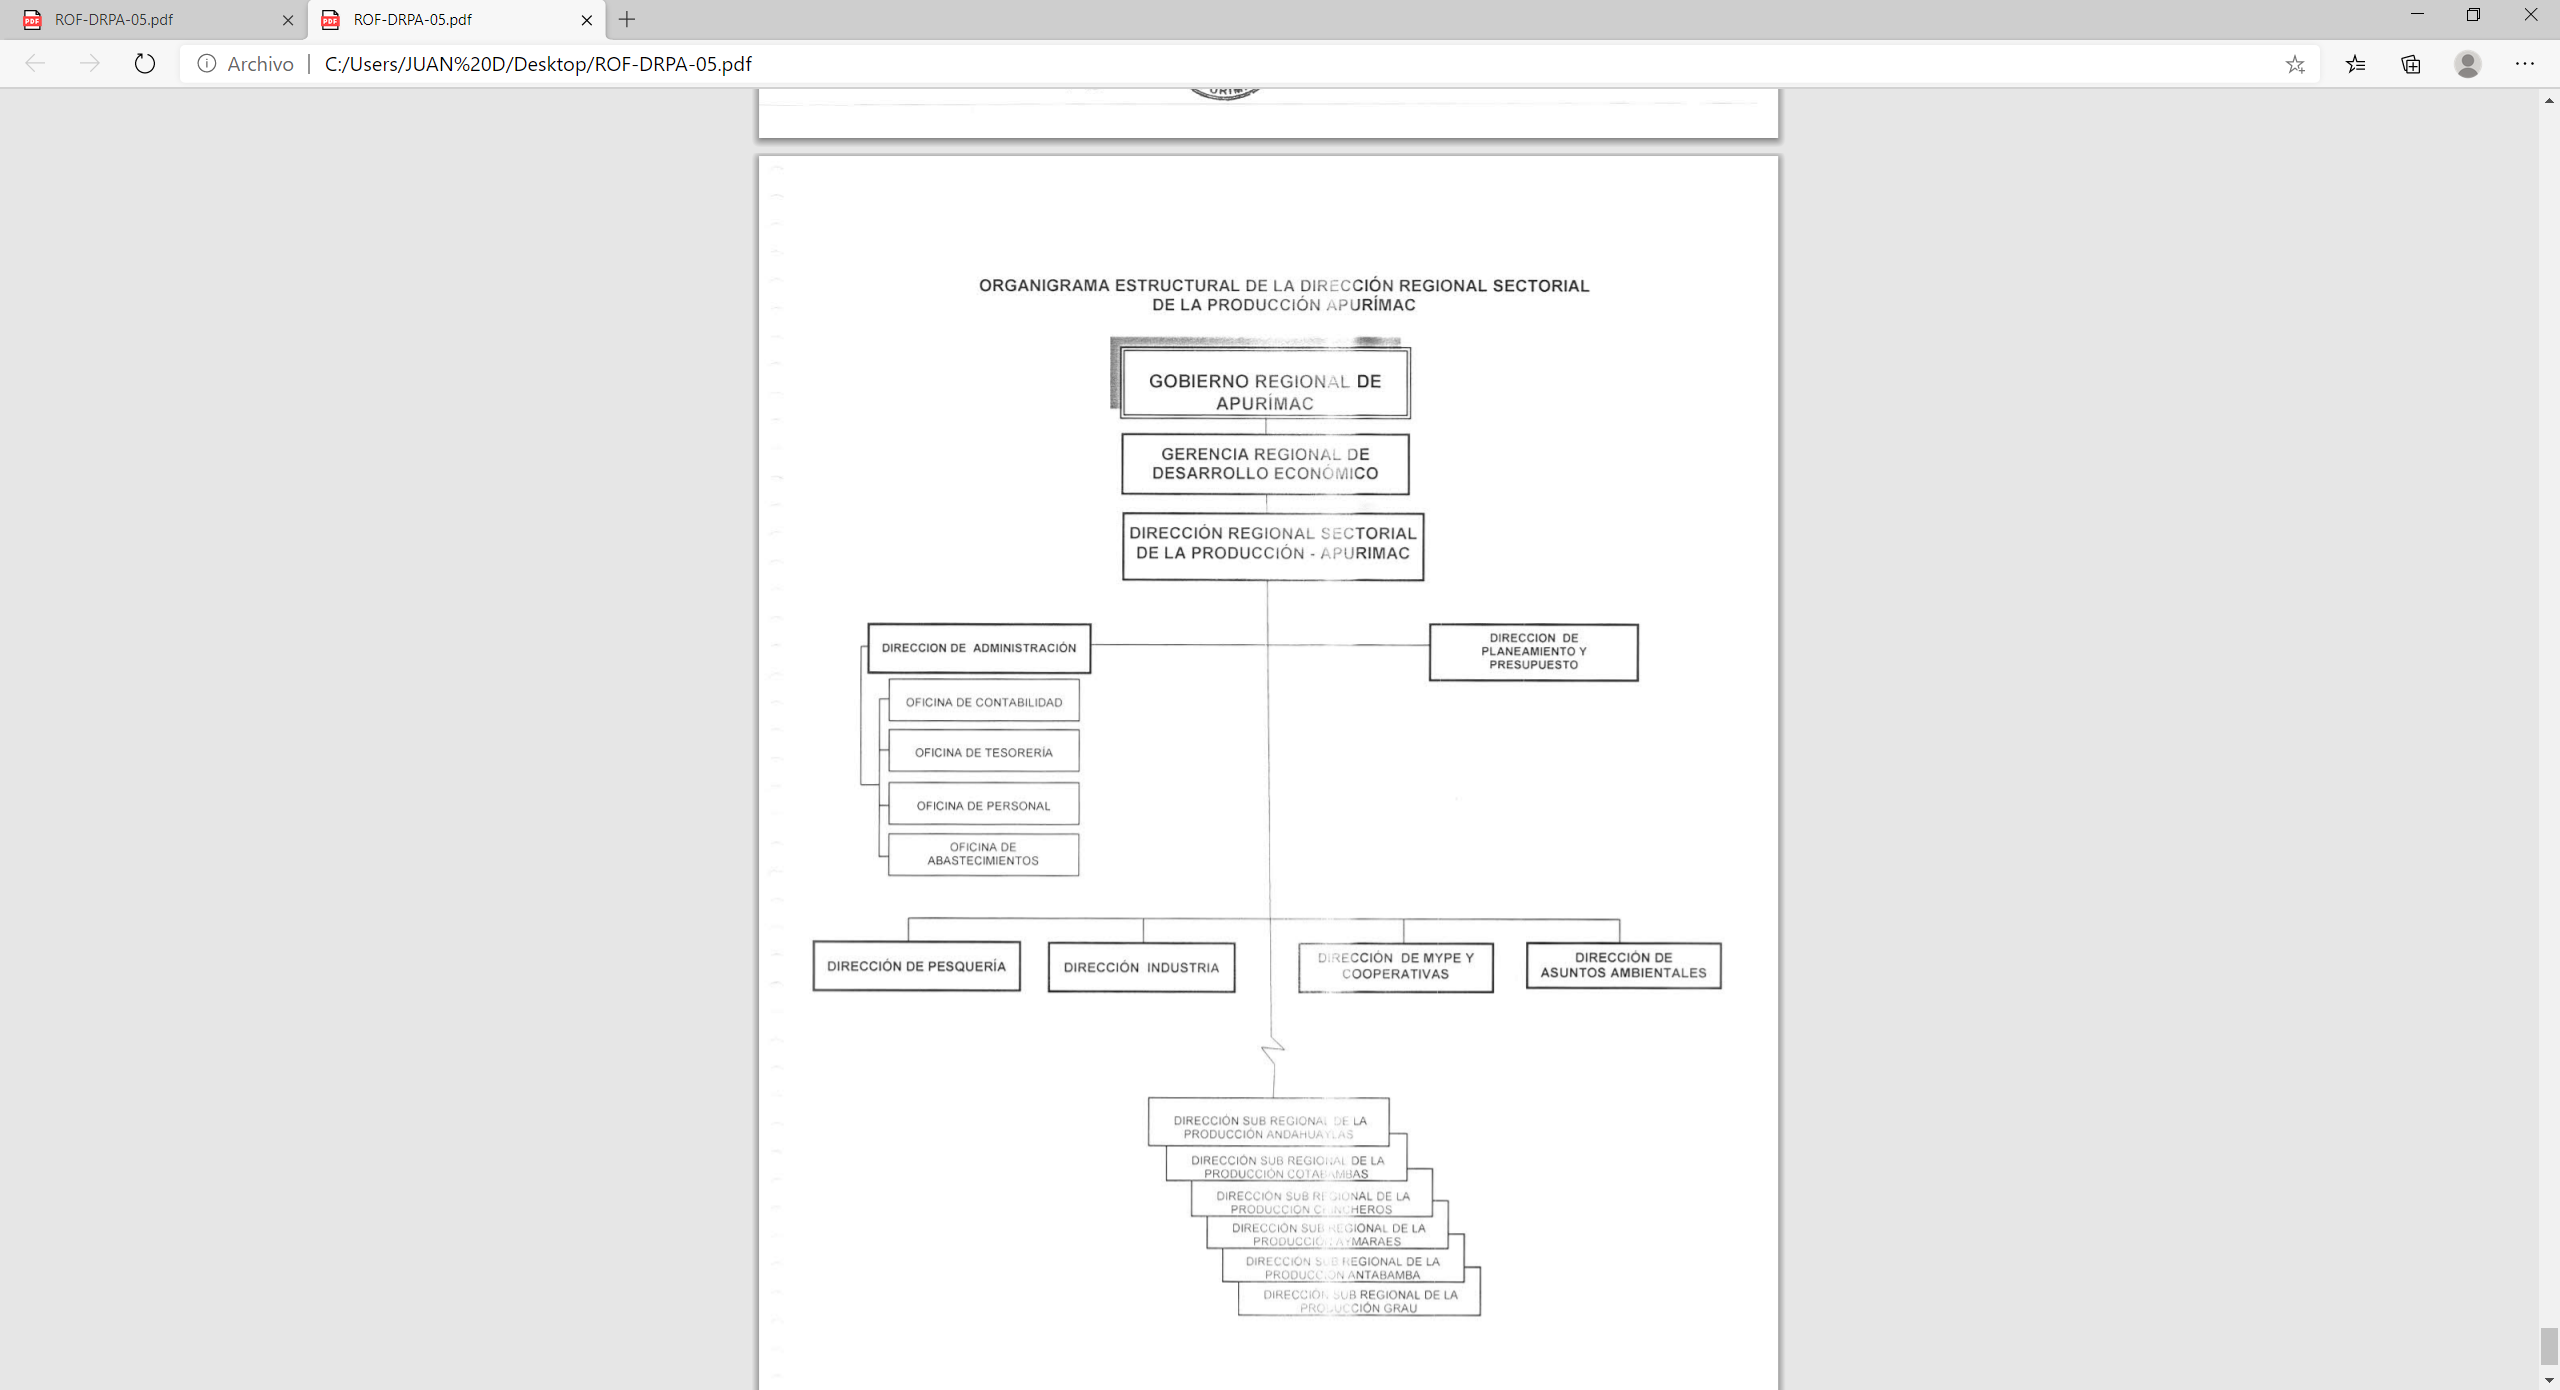 ROF-DRPA-05.pdf
ROF-DRPA-05.pdf
Archivo | C:/Users/JUAN%20D/Desktop/ROF-DRPA-05.pdf
ORGANIGRAMA ESTRUCTURAL DE LA DIRECCIÓN REGIONAL SECTORIAL
DE LA PRODUCCIÓN APURÍMAC
GOBIERNO REGIONAL DE
APURÍMAC
GERENCIA REGIONAL DE
DESARROLLO ECONÓMICO
DIRECCIÓN REGIONAL SECTORIAL
DE LA PRODUCCIÓN - APURIMAC
DIRECCION DE ADMINISTRACIÓN
DIRECCION DE
PLANEAMIENTO Y
PRESUPUESTO
OFICINA DE CONTABILIDAD
OFICINA DE TESORERÍA
OFICINA DE PERSONAL
OFICINA DE
ABASTECIMIENTOS
DIRECCIÓN DE PESQUERÍA
DIRECCIÓN INDUSTRIA
DIRECCIÓN DE MYPE Y
COOPERATIVAS
DIRECCIÓN DE
ASUNTOS AMBIENTALES
DIRECCIÓN SUB REGIONAL DE LA
PRODUCCIÓN ANDAHUAYLAS
DIRECCIÓN SUB REGIONAL DE LA
PRODUCCIÓN COTABAMBAS
DIRECCIÓN SUB REGIONAL DE LA
PRODUCCIÓN CHINCHEROS
DIRECCIÓN SUB REGIONAL DE LA
PRODUCCIÓN AYMARAES
DIRECCIÓN SUB REGIONAL DE LA
PRODUCCIÓN ANTABAMBA
DIRECCIÓN SUB REGIONAL DE LA
PRODUCCIÓN GRAU